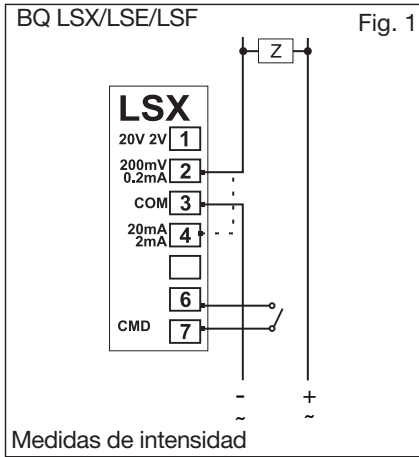 BQ LSX/LSE/LSF
Fig. 1
Z
LSX
20V 2V 1
200mV
0.2mA
2
COM 3
20mA
2mA
4
6
CMD 7
- +
~ ~
Medidas de intensidad